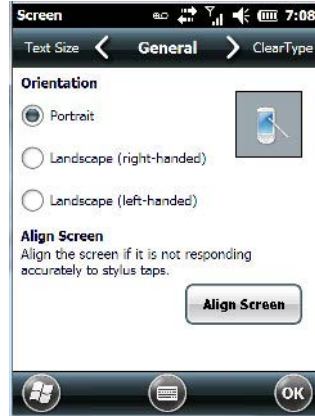 Screen 7:08
Text Size General ClearType
Orientation
Portrait
Landscape (right-handed)
Landscape (left-handed)
Align Screen
Align the screen if it is not responding
accurately to stylus taps.
Align Screen
OK